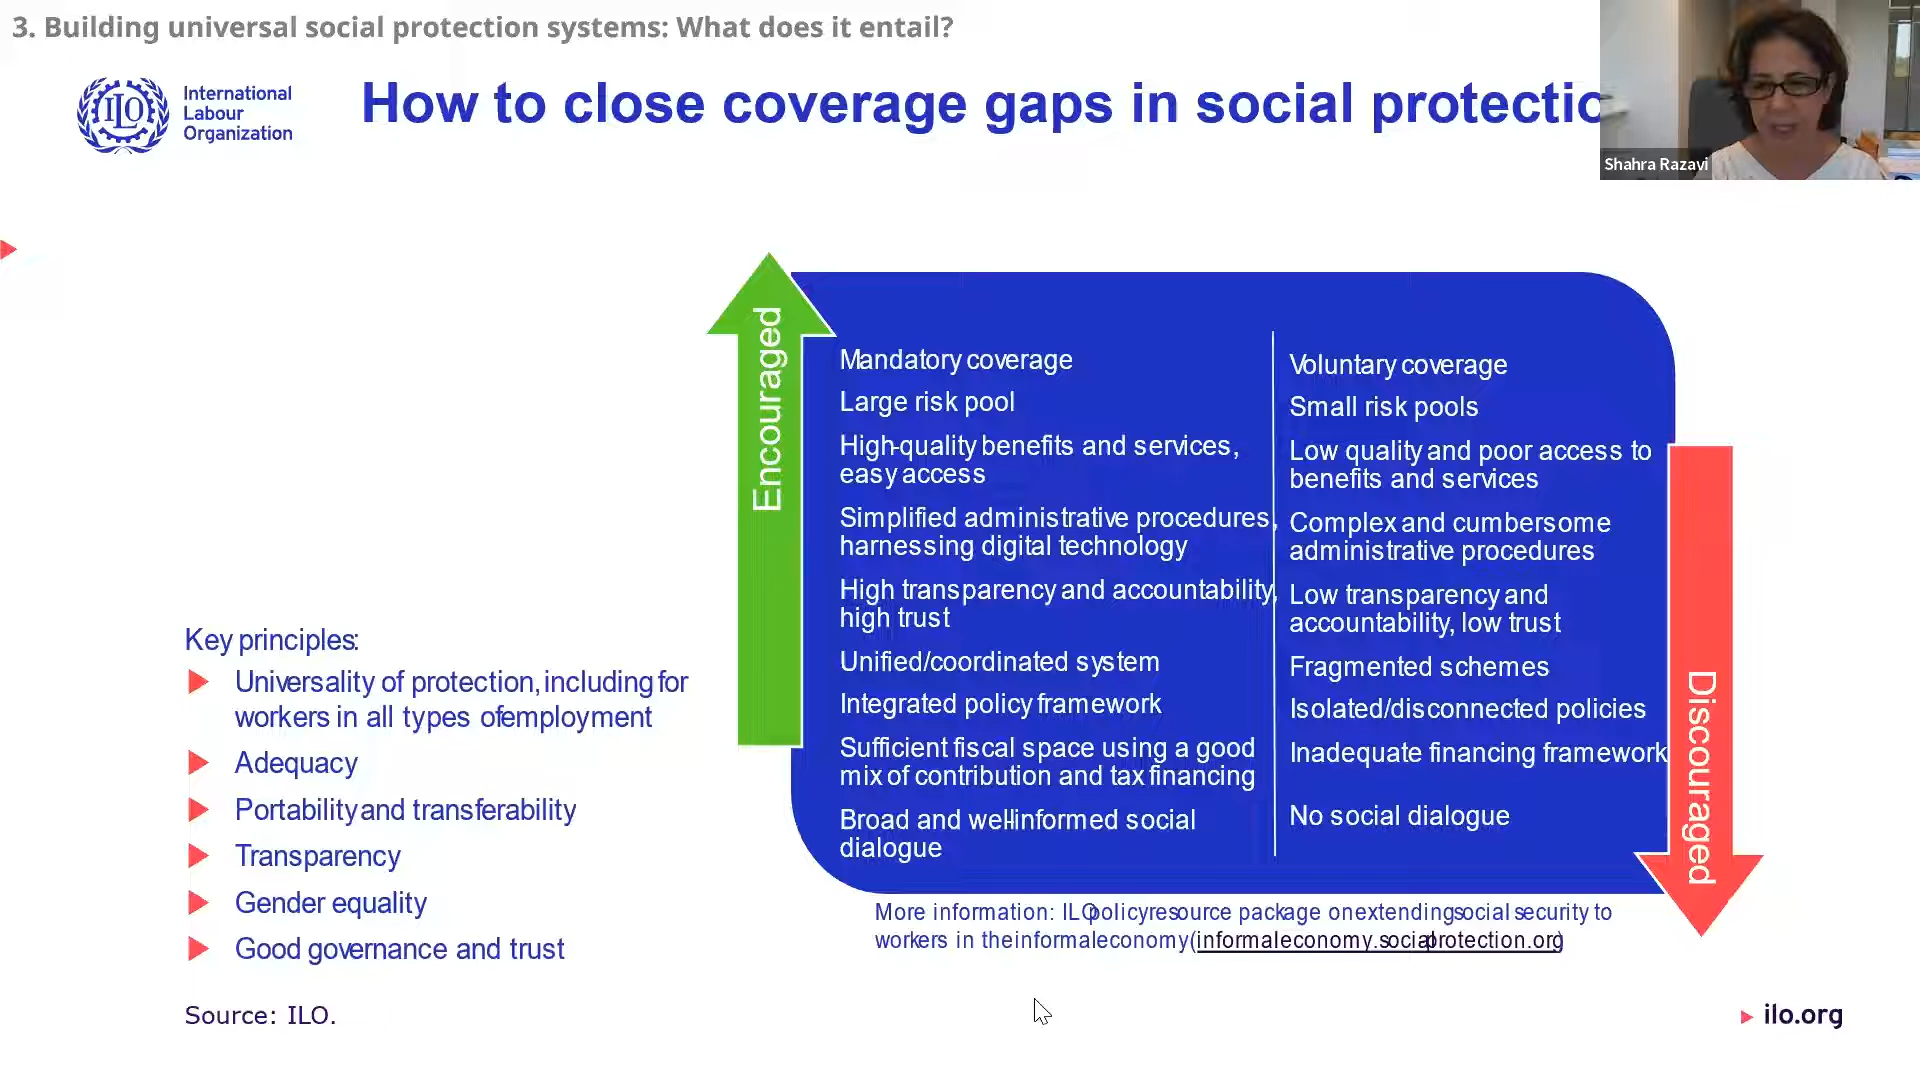 3. Building universal social protection systems: What does it entail?
International
Labour
Organization
ILO
How to close coverage gaps in social protectio
Shahra Razavi
Encouraged
Mandatory coverage
Large risk pool
High-quality benefits and services,
easy access
Simplified administrative procedures,
harnessing digital technology
High transparency and accountability,
high trust
Unified/coordinated system
Integrated policy framework
Sufficient fiscal space using a good
mix of contribution and tax financing
Broad and well-informed social
dialogue
Voluntary coverage
Small risk pools
Low quality and poor access to
benefits and services
Complex and cumbersome
administrative procedures
Low transparency and
accountability, low trust
Fragmented schemes
Isolated/disconnected policies
Inadequate financing framework
No social dialogue
Discouraged
Key principles:
Universality of protection, including for
workers in all types of employment
Adequacy
Portability and transferability
Transparency
Gender equality
Good governance and trust
More information: ILO policy resource package on extending social security to
workers in the informal economy (informaleconomy.social-protection.org)
Source: ILO.
ilo.org